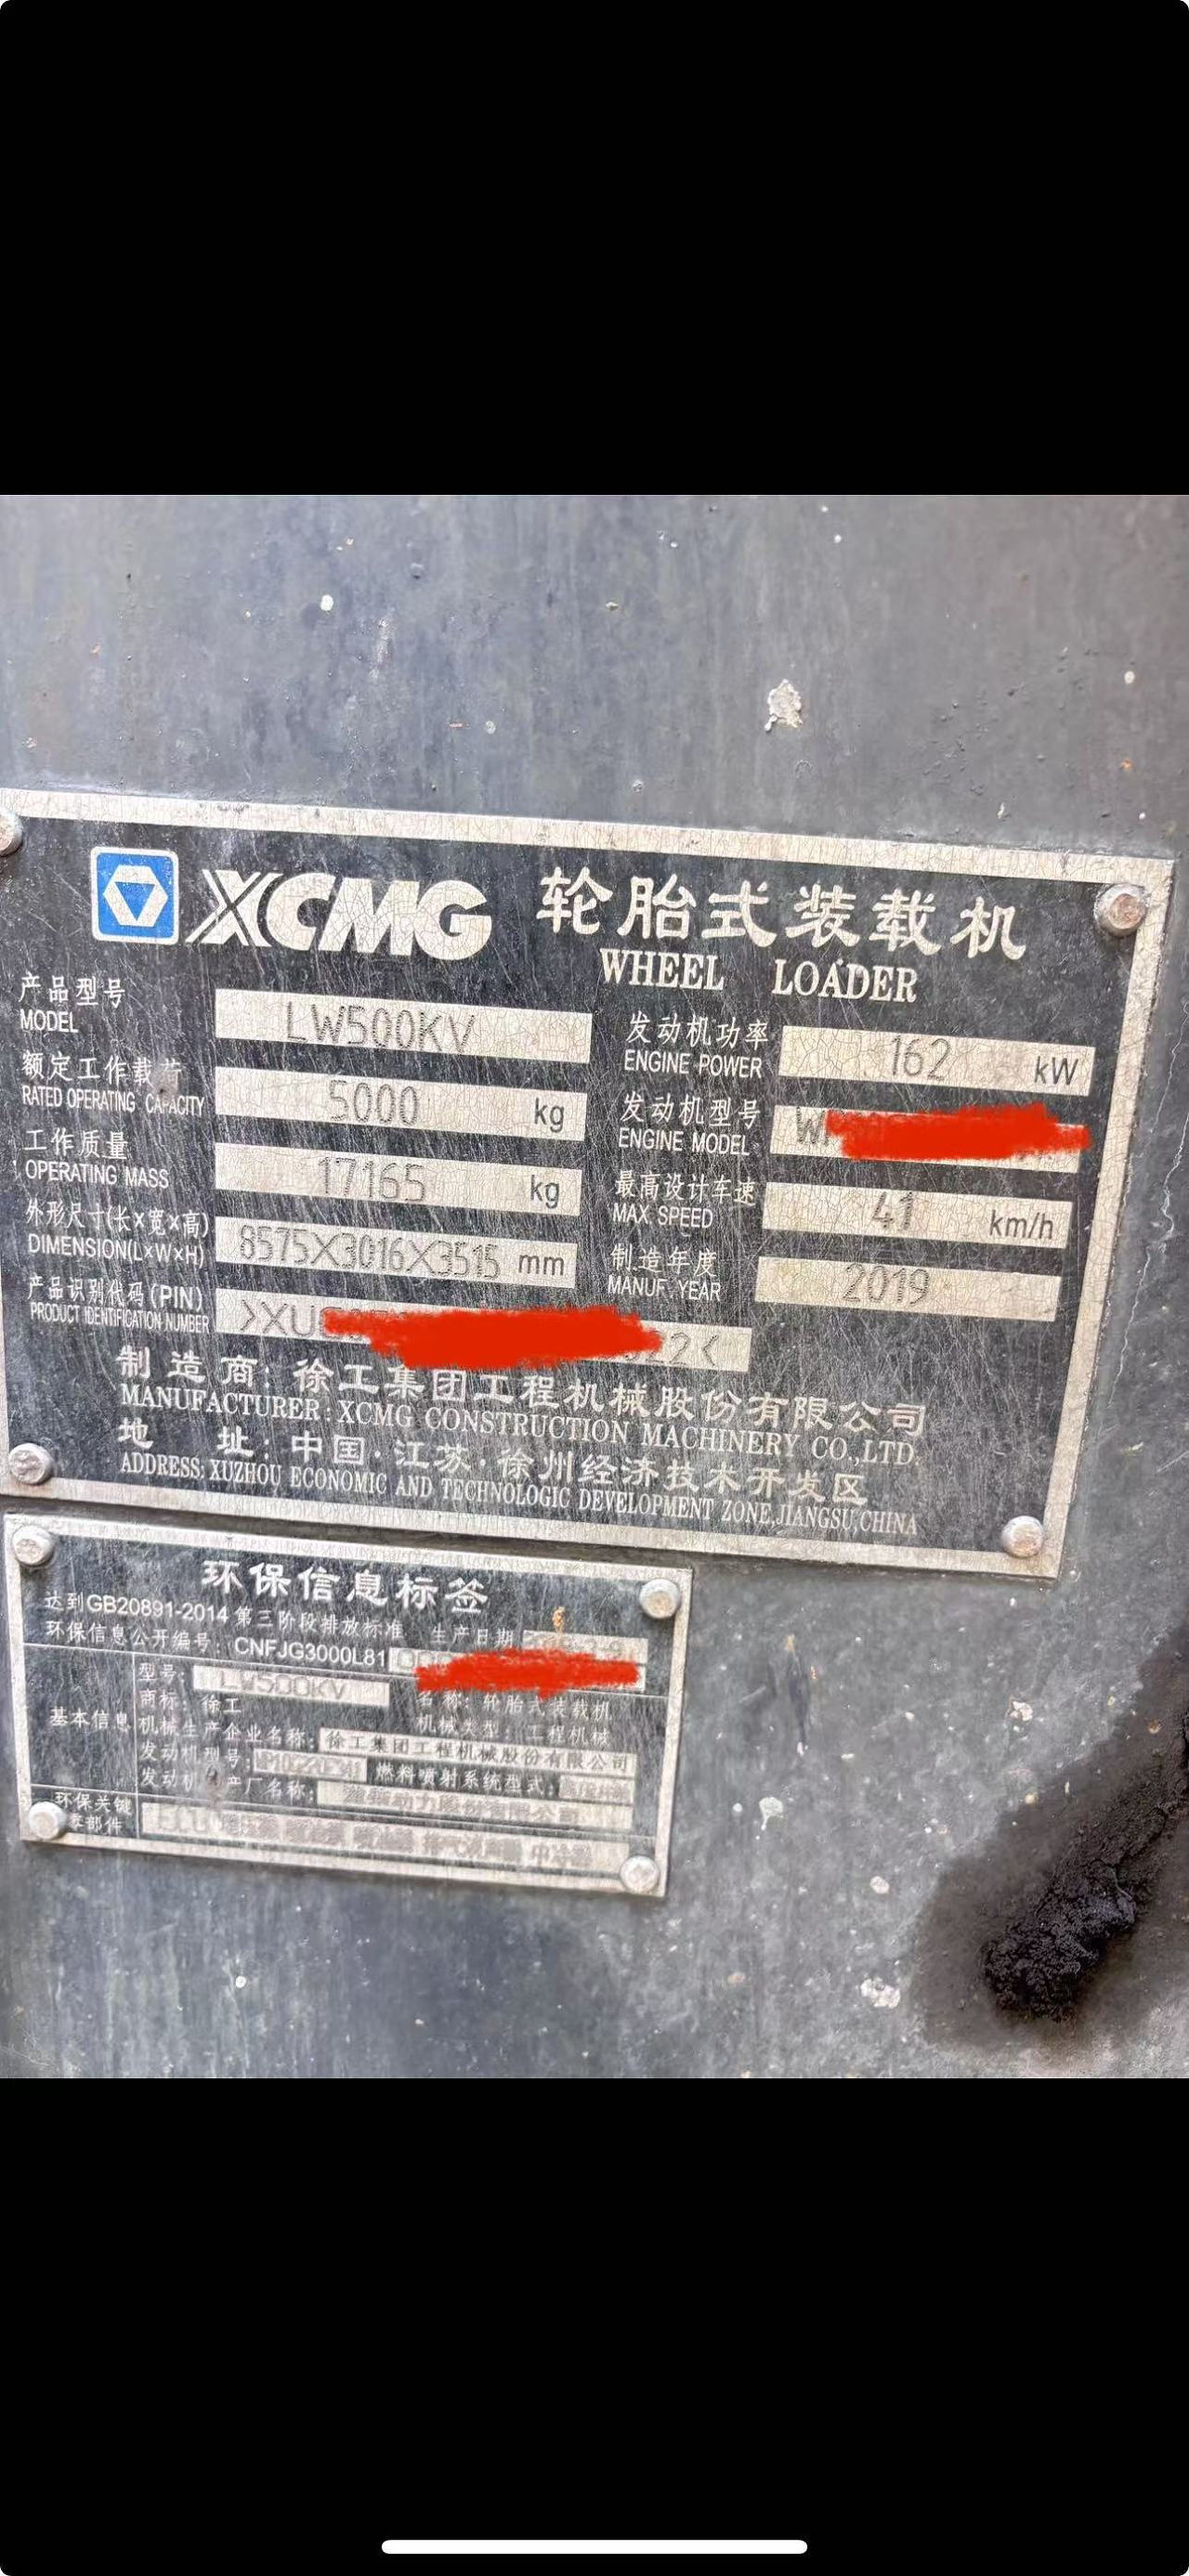 XCMG 轮胎式装载机
WHEEL LOADER
产品型号
MODEL
LW500KV
额定工作载荷
RATED OPERATING CAPACITY
5000 kg
工作质量
OPERATING MASS
17165 kg
外形尺寸(长×宽×高)
DIMENSION(L×W×H)
8575X3016X3515 mm
产品识别代码(PIN)
PRODUCT IDENTIFICATION NUMBER
>XU 2<
发动机功率
ENGINE POWER
162 kW
发动机型号
ENGINE MODEL
W
最高设计车速
MAX. SPEED
41 km/h
制造年度
MANUF.YEAR
2019
制造商:徐工集团工程机械股份有限公司
MANUFACTURER:XCMG CONSTRUCTION MACHINERY CO.,LTD.
地址:中国·江苏·徐州经济技术开发区
ADDRESS:XUZHOU ECONOMIC AND TECHNOLOGIC DEVELOPMENT ZONE,JIANGSU,CHINA
环保信息标签
达到GB20891-2014 第三阶段排放标准 生产日期
环保信息公开编号:CNFJG3000L81
基本信息
型号: LW500KV 名称:轮胎式装载机
商标:徐工 机械类型:工程机械
机械生产企业名称:徐工集团工程机械股份有限公司
发动机型号: 燃料喷射系统型式:
发动机生产厂名称:
环保关键
零部件